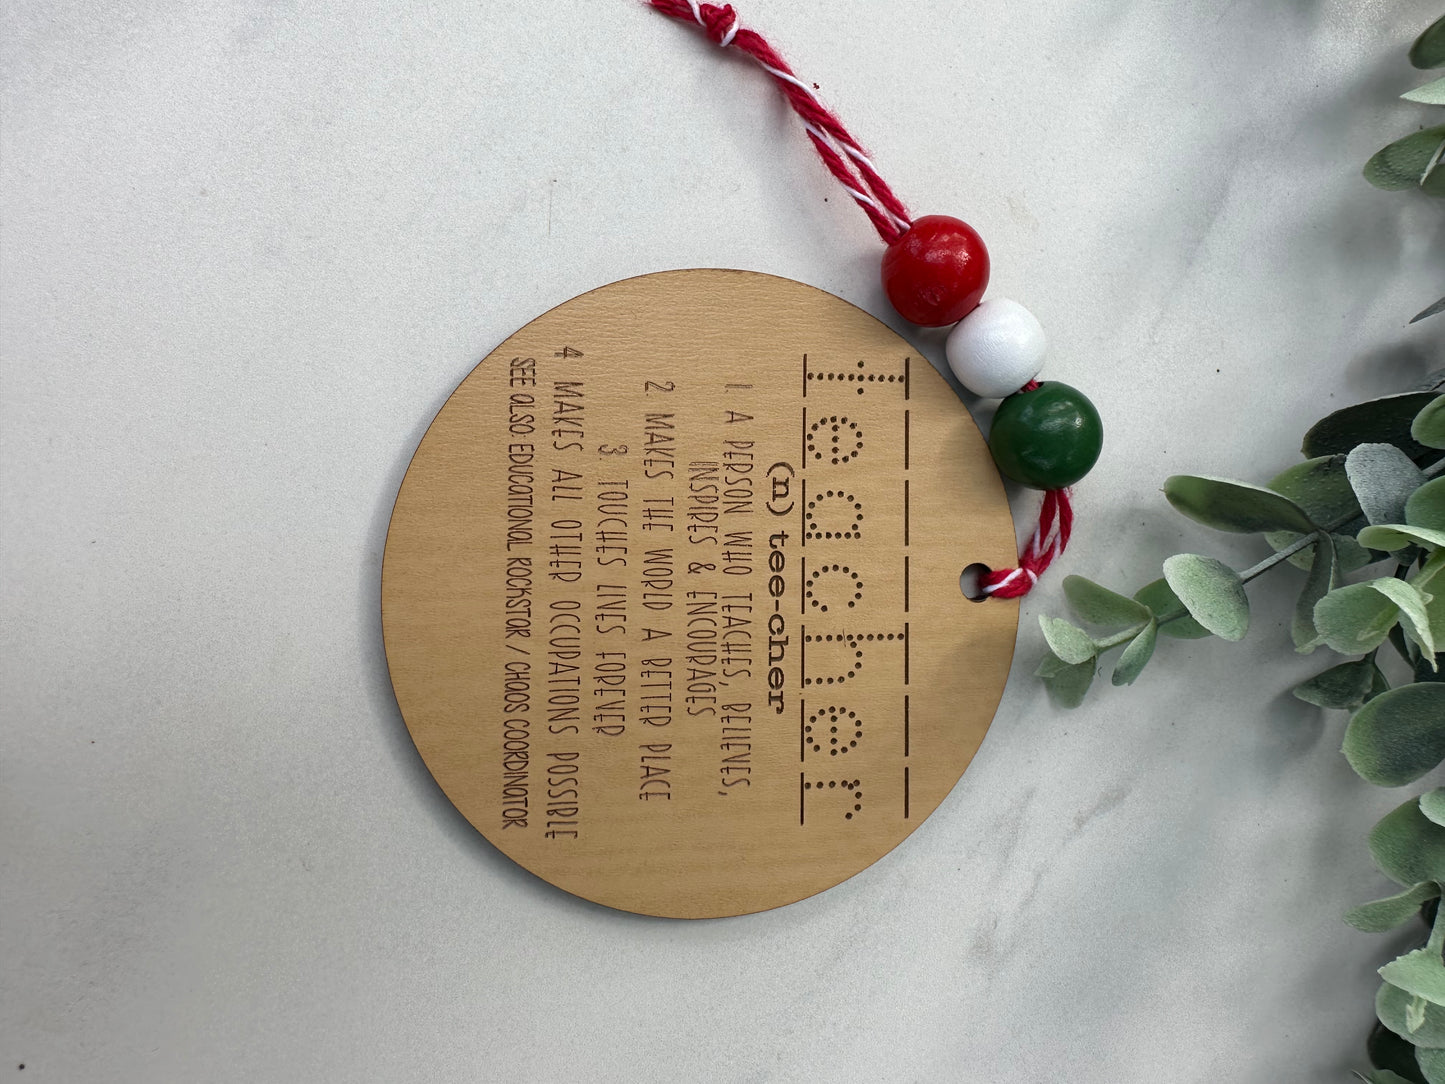 teacher
(n) tee-cher
1. A PERSON WHO TEACHES, BELIEVES,
INSPIRES & ENCOURAGES
2. MAKES THE WORLD A BETTER PLACE
3. TOUCHES LIVES FOREVER
4 MAKES ALL OTHER OCCUPATIONS POSSIBLE
SEE ALSO: EDUCATIONAL ROCKSTOR / CHAOS COORDINATOR